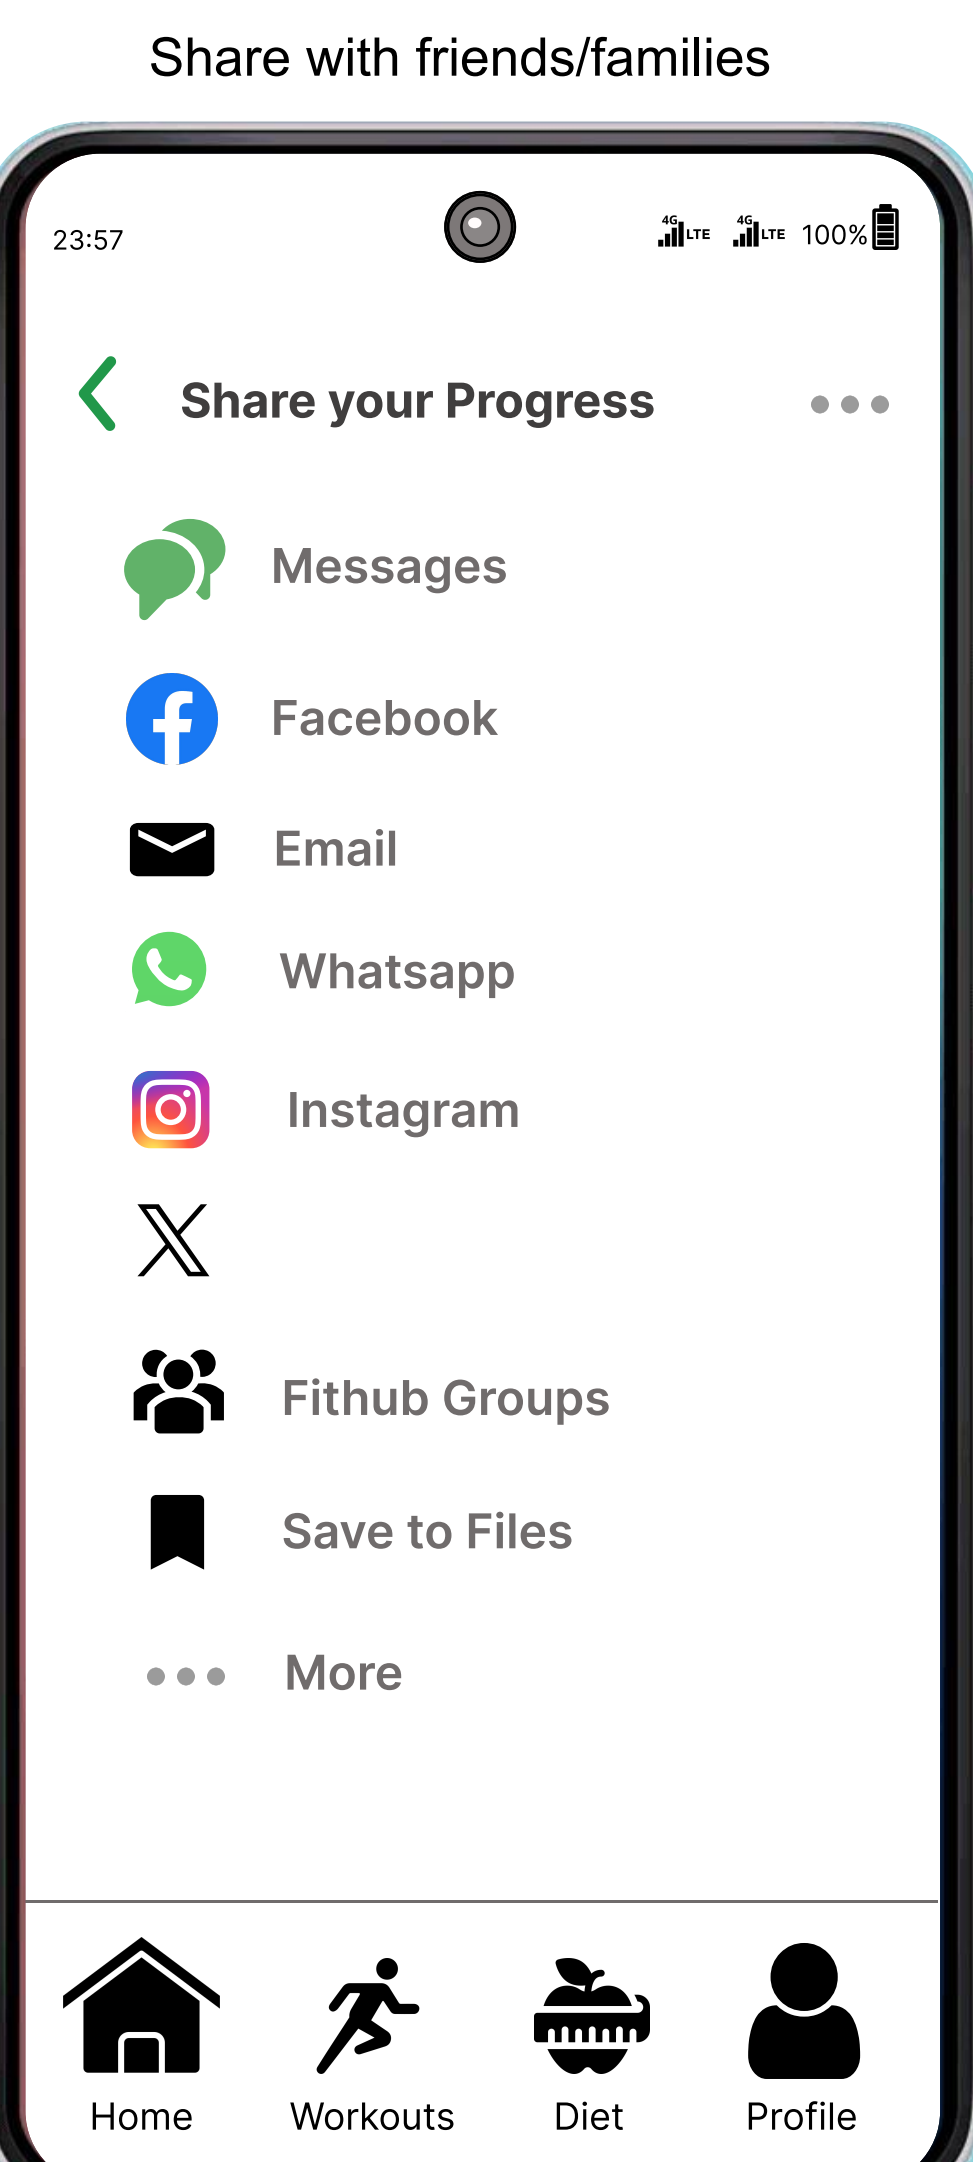 Share with friends/families
23:57
4G LTE 4G LTE 100%
Share your Progress
Messages
Facebook
Email
Whatsapp
Instagram
Fithub Groups
Save to Files
More
Home Workouts Diet Profile